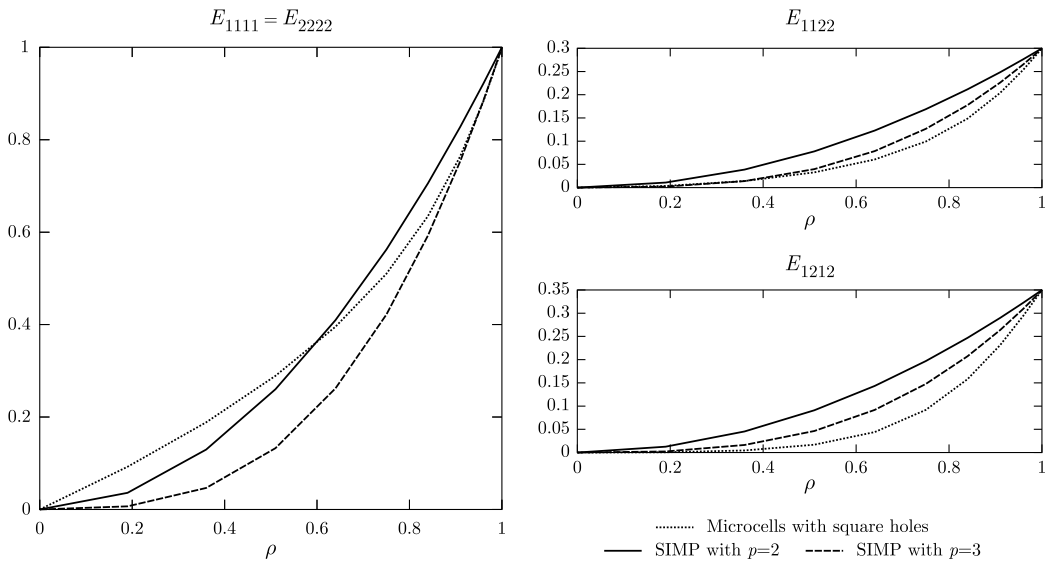 E₁₁₁₁ = E₂₂₂₂
1
0.8
0.6
0.4
0.2
0
0 0.2 0.4 0.6 0.8 1
ρ
E₁₁₂₂
0.3
0.25
0.2
0.15
0.1
0.05
0
0 0.2 0.4 0.6 0.8 1
ρ
E₁₂₁₂
0.35
0.3
0.25
0.2
0.15
0.1
0.05
0
0 0.2 0.4 0.6 0.8 1
ρ
Microcells with square holes
SIMP with p=2 SIMP with p=3